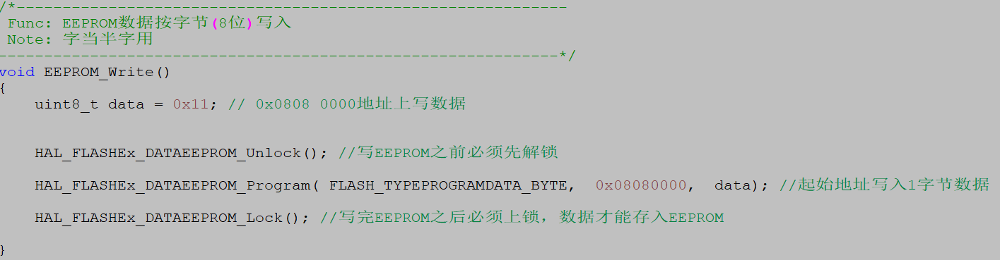 /*------------------------------------------------------------
Func: EEPROM数据按字节(8位)写入
Note: 字当半字用
-------------------------------------------------------------*/
void EEPROM_Write()
{
uint8_t data = 0x11; // 0x0808 0000地址上写数据
HAL_FLASHEx_DATAEEPROM_Unlock(); //写EEPROM之前必须先解锁
HAL_FLASHEx_DATAEEPROM_Program( FLASH_TYPEPROGRAMDATA_BYTE,  0x08080000,  data); //起始地址写入1字节数据
HAL_FLASHEx_DATAEEPROM_Lock(); //写完EEPROM之后必须上锁，数据才能存入EEPROM
}